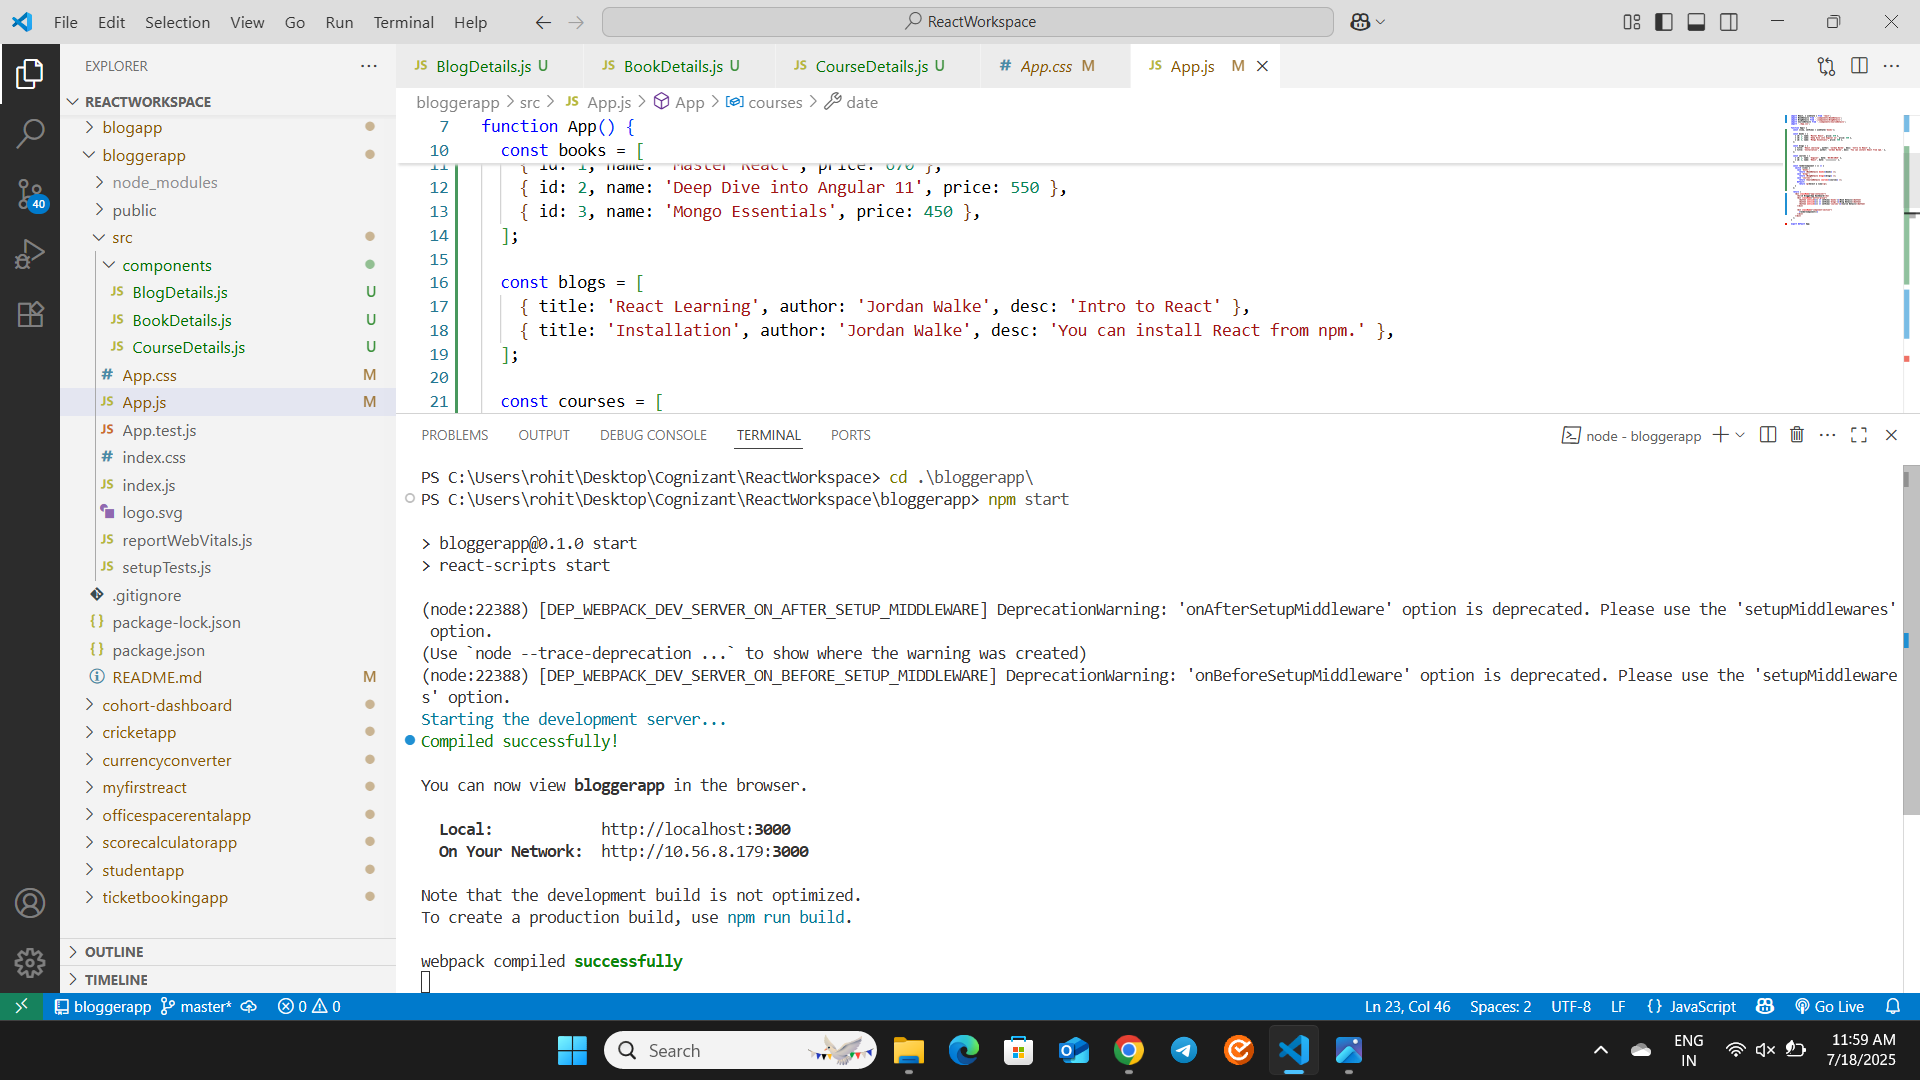 File Edit Selection View Go Run Terminal Help
ReactWorkspace
EXPLORER
REACTWORKSPACE
blogapp
bloggerapp
node_modules
public
src
components
JS BlogDetails.js U
JS BookDetails.js U
JS CourseDetails.js U
# App.css M
JS App.js M
JS App.test.js
# index.css
JS index.js
logo.svg
JS reportWebVitals.js
JS setupTests.js
.gitignore
{} package-lock.json
{} package.json
README.md M
cohort-dashboard
cricketapp
currencyconverter
myfirstreact
officespacerentalapp
scorecalculatorapp
studentapp
ticketbookingapp
OUTLINE
TIMELINE
40
JS BlogDetails.js U JS BookDetails.js U JS CourseDetails.js U # App.css M JS App.js M
bloggerapp > src > JS App.js > App > courses > date
7 function App() {
10 const books = [
11 { id: 1, name: 'Master React', price: 670 },
12 { id: 2, name: 'Deep Dive into Angular 11', price: 550 },
13 { id: 3, name: 'Mongo Essentials', price: 450 },
14 ];
15
16 const blogs = [
17 { title: 'React Learning', author: 'Jordan Walke', desc: 'Intro to React' },
18 { title: 'Installation', author: 'Jordan Walke', desc: 'You can install React from npm.' },
19 ];
20
21 const courses = [
PROBLEMS OUTPUT DEBUG CONSOLE TERMINAL PORTS
node - bloggerapp
PS C:\Users\rohit\Desktop\Cognizant\ReactWorkspace> cd .\bloggerapp\
PS C:\Users\rohit\Desktop\Cognizant\ReactWorkspace\bloggerapp> npm start
> bloggerapp@0.1.0 start
> react-scripts start
(node:22388) [DEP_WEBPACK_DEV_SERVER_ON_AFTER_SETUP_MIDDLEWARE] DeprecationWarning: 'onAfterSetupMiddleware' option is deprecated. Please use the 'setupMiddlewares'
option.
(Use `node --trace-deprecation ...` to show where the warning was created)
(node:22388) [DEP_WEBPACK_DEV_SERVER_ON_BEFORE_SETUP_MIDDLEWARE] DeprecationWarning: 'onBeforeSetupMiddleware' option is deprecated. Please use the 'setupMiddleware
s' option.
Starting the development server...
Compiled successfully!
You can now view bloggerapp in the browser.
Local: http://localhost:3000
On Your Network: http://10.56.8.179:3000
Note that the development build is not optimized.
To create a production build, use npm run build.
webpack compiled successfully
bloggerapp master* 0 0
Ln 23, Col 46 Spaces: 2 UTF-8 LF {} JavaScript Go Live
Search
ENG
IN
11:59 AM
7/18/2025